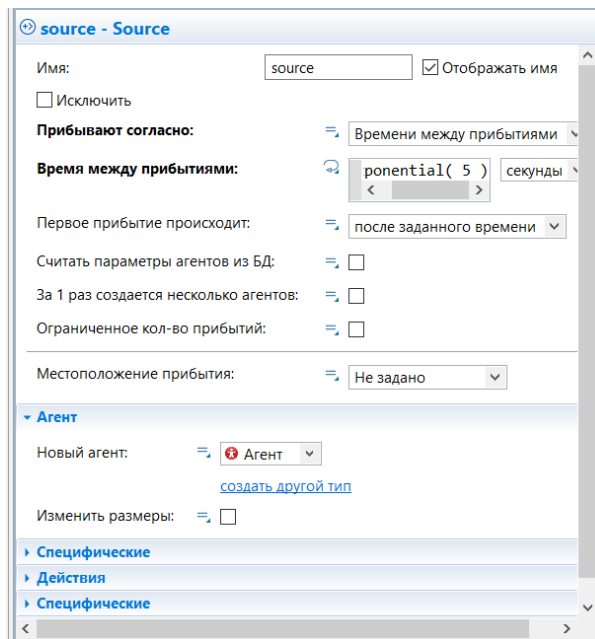 source - Source
Имя: source Отображать имя
Исключить
Прибывают согласно: Времени между прибытиями
Время между прибытиями: ponential( 5 ) секунды
Первое прибытие происходит: после заданного времени
Считать параметры агентов из БД:
За 1 раз создается несколько агентов:
Ограниченное кол-во прибытий:
Местоположение прибытия: Не задано
Агент
Новый агент: Агент
создать другой тип
Изменить размеры:
Специфические
Действия
Специфические